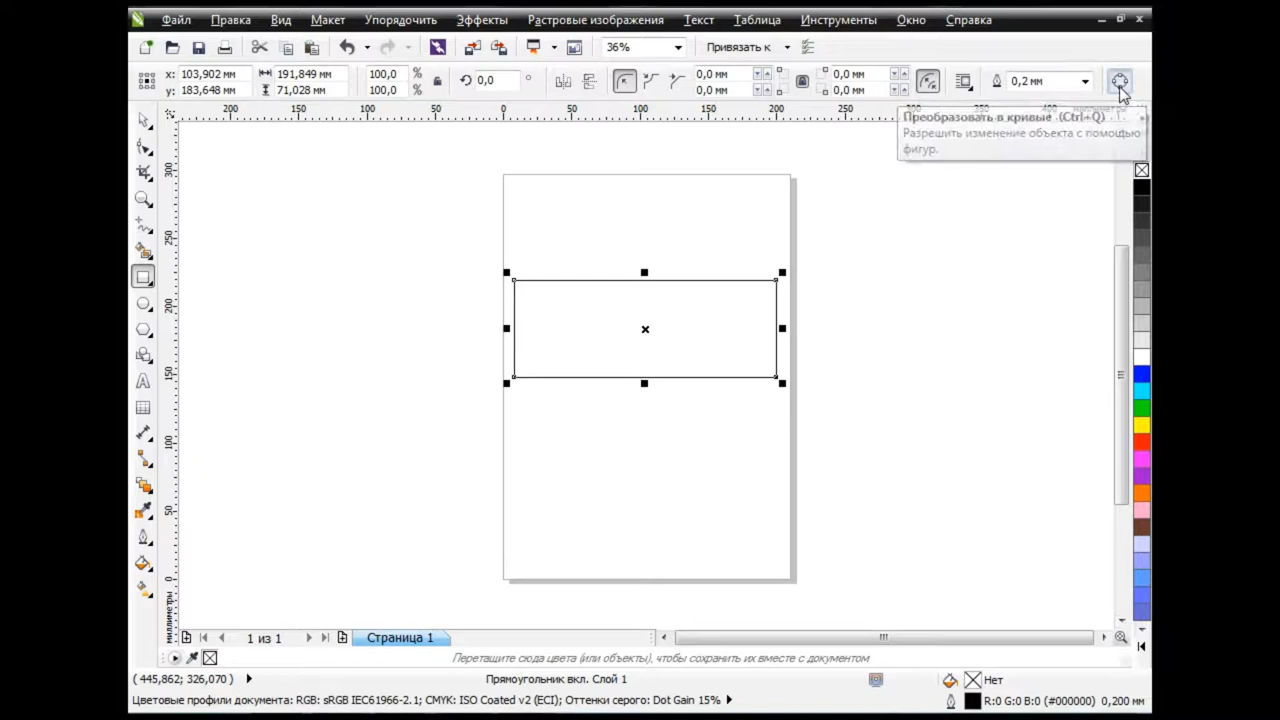 Файл Правка Вид Макет Упорядочить Эффекты Растровые изображения Текст Таблица Инструменты Окно Справка
36% Привязать к
x: 103,902 мм 191,849 мм 100,0 % 0,0 ° 0,0 мм 0,0 мм 0,2 мм
y: 183,648 мм 71,028 мм 100,0 % 0,0 мм 0,0 мм
200 150 100 50 0 50 100 150 200 250 300 350 400
Преобразовать в кривые (Ctrl+Q)
Разрешить изменение объекта с помощью
фигур.
300
250
200
150
100
50
0
миллиметры
1 из 1 Страница 1
Перетащите сюда цвета (или объекты), чтобы сохранить их вместе с документом
( 445,862; 326,070 ) Прямоугольник вкл. Слой 1 Нет
Цветовые профили документа: RGB: sRGB IEC61966-2.1; CMYK: ISO Coated v2 (ECI); Оттенки серого: Dot Gain 15% R:0 G:0 B:0 (#000000) 0,200 мм